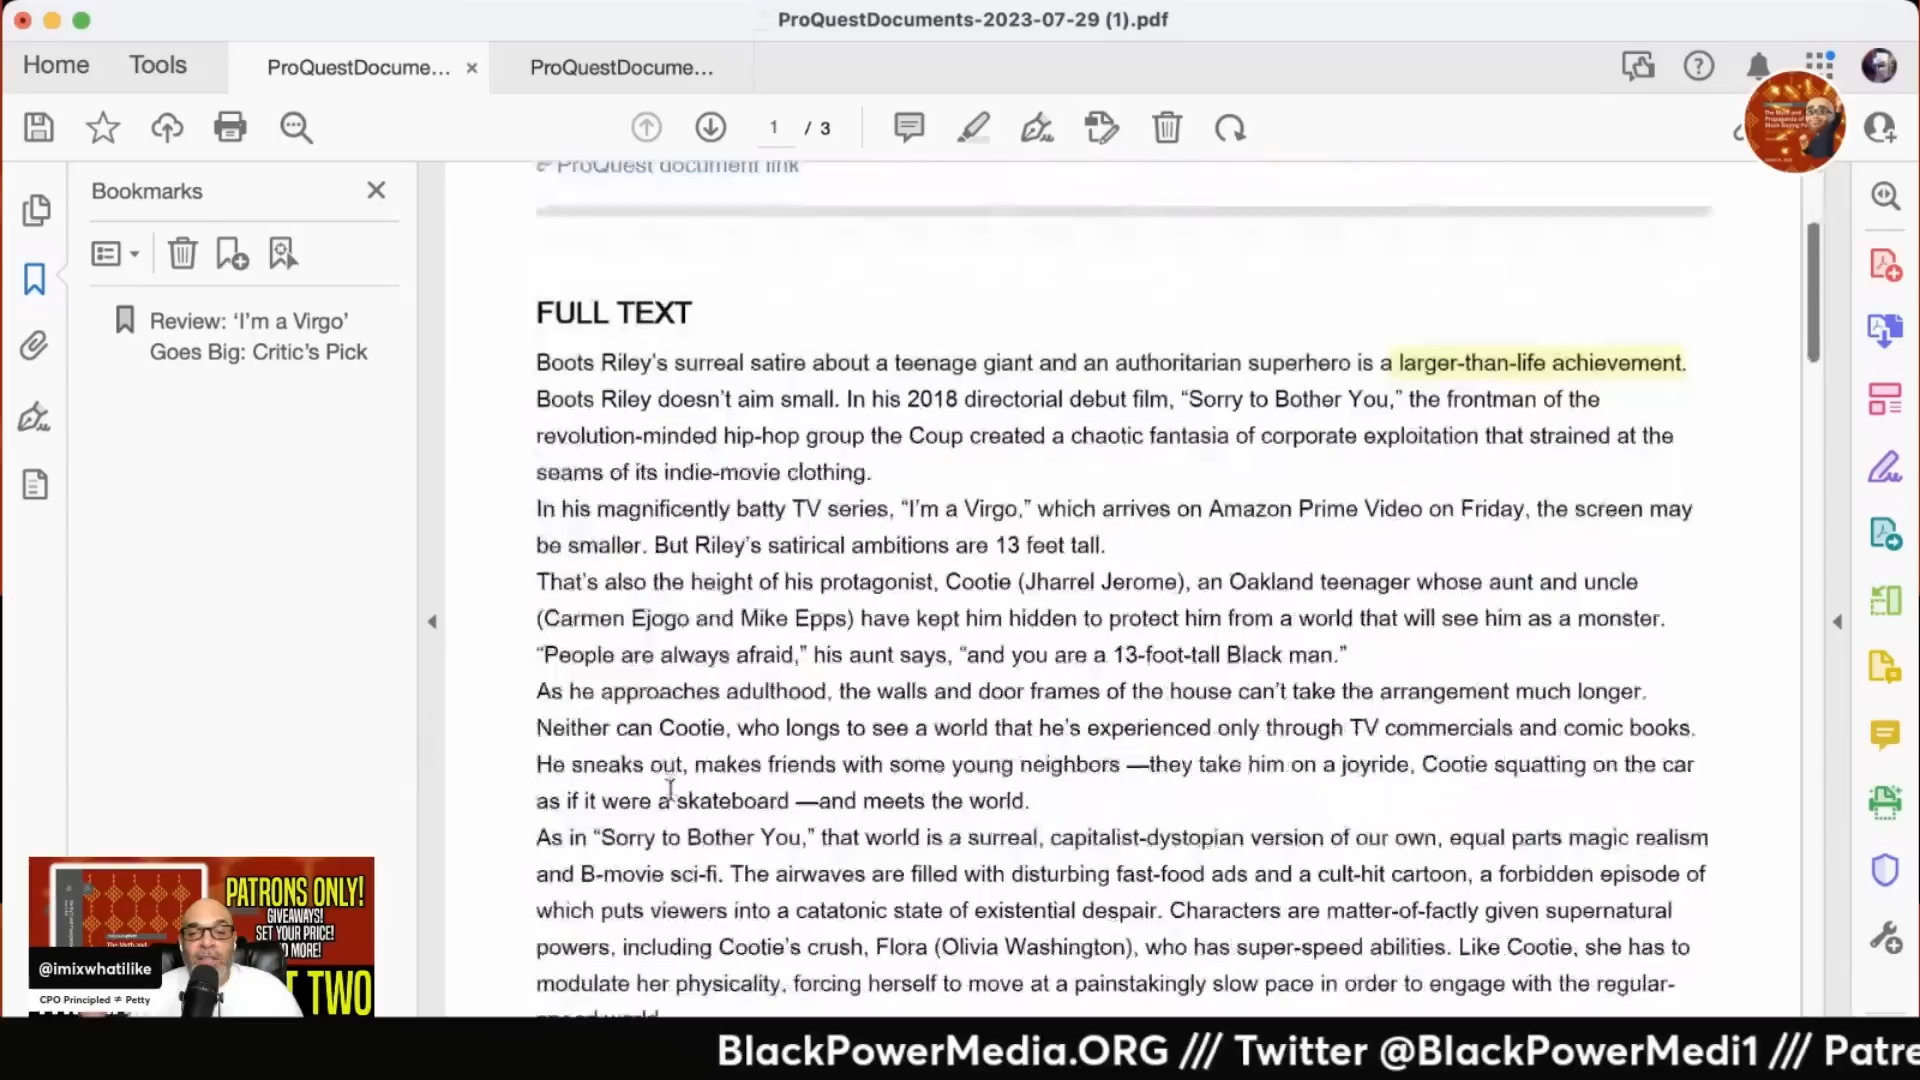 ProQuestDocuments-2023-07-29 (1).pdf
Home
Tools
ProQuestDocume...
ProQuestDocume...
1 / 3
Bookmarks
Review: ‘I’m a Virgo’
Goes Big: Critic’s Pick
ProQuest document link
FULL TEXT
Boots Riley’s surreal satire about a teenage giant and an authoritarian superhero is a larger-than-life achievement.
Boots Riley doesn’t aim small. In his 2018 directorial debut film, “Sorry to Bother You,” the frontman of the
revolution-minded hip-hop group the Coup created a chaotic fantasia of corporate exploitation that strained at the
seams of its indie-movie clothing.
In his magnificently batty TV series, “I’m a Virgo,” which arrives on Amazon Prime Video on Friday, the screen may
be smaller. But Riley’s satirical ambitions are 13 feet tall.
That’s also the height of his protagonist, Cootie (Jharrel Jerome), an Oakland teenager whose aunt and uncle
(Carmen Ejogo and Mike Epps) have kept him hidden to protect him from a world that will see him as a monster.
“People are always afraid,” his aunt says, “and you are a 13-foot-tall Black man.”
As he approaches adulthood, the walls and door frames of the house can’t take the arrangement much longer.
Neither can Cootie, who longs to see a world that he’s experienced only through TV commercials and comic books.
He sneaks out, makes friends with some young neighbors —they take him on a joyride, Cootie squatting on the car
as if it were a skateboard —and meets the world.
As in “Sorry to Bother You,” that world is a surreal, capitalist-dystopian version of our own, equal parts magic realism
and B-movie sci-fi. The airwaves are filled with disturbing fast-food ads and a cult-hit cartoon, a forbidden episode of
which puts viewers into a catatonic state of existential despair. Characters are matter-of-factly given supernatural
powers, including Cootie’s crush, Flora (Olivia Washington), who has super-speed abilities. Like Cootie, she has to
modulate her physicality, forcing herself to move at a painstakingly slow pace in order to engage with the regular-
PATRONS ONLY!
GIVEAWAYS!
SET YOUR PRICE!
MORE!
TWO
@imixwhatilike
CPO Principled ≠ Petty
BlackPowerMedia.ORG /// Twitter @BlackPowerMedi1 /// Patre